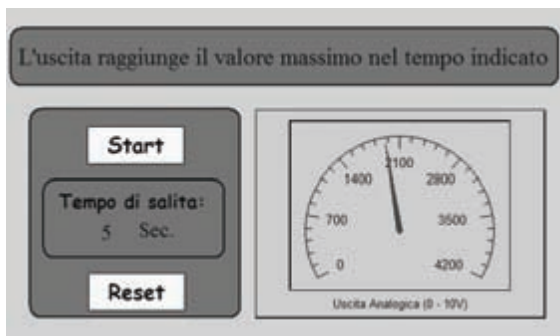 L'uscita raggiunge il valore massimo nel tempo indicato
Start
Tempo di salita:
5 Sec.
Reset
0
700
1400
2100
2800
3500
4200
Uscita Analogica (0 - 10V)